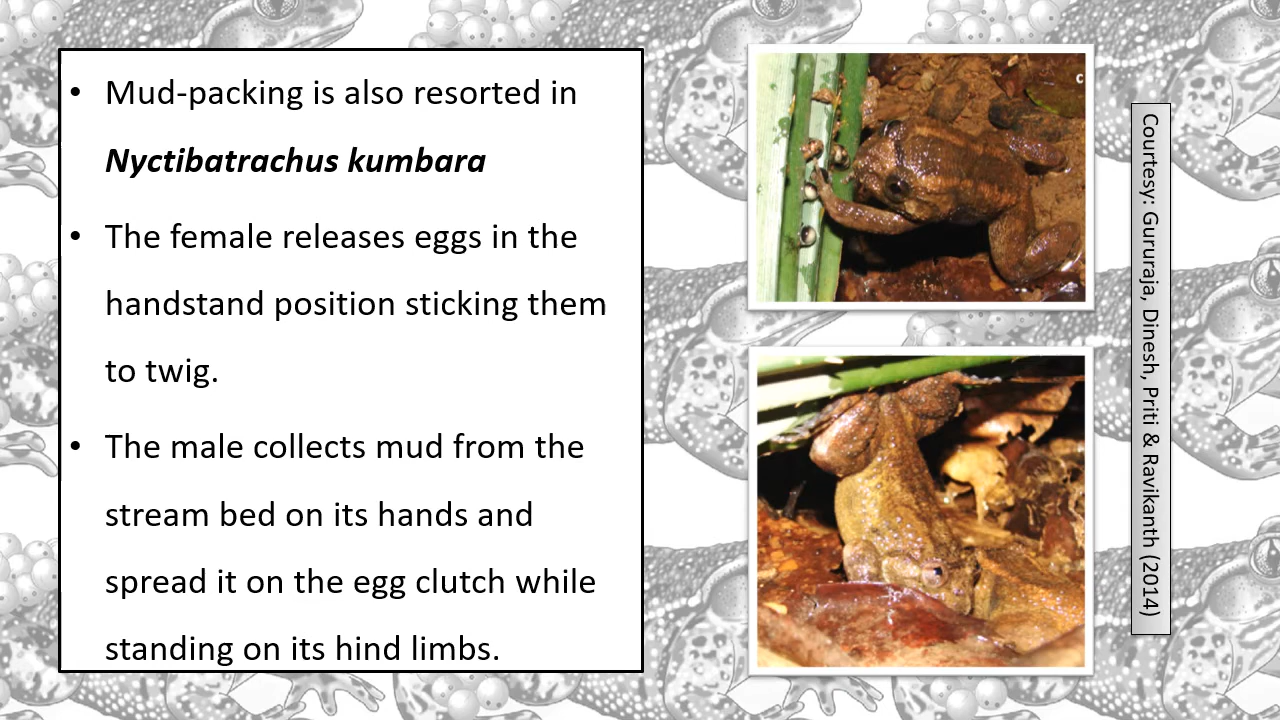 • Mud-packing is also resorted in
Nyctibatrachus kumbara
• The female releases eggs in the
handstand position sticking them
to twig.
• The male collects mud from the
stream bed on its hands and
spread it on the egg clutch while
standing on its hind limbs.
c
Courtesy: Gururaja, Dinesh, Priti & Ravikanth (2014)